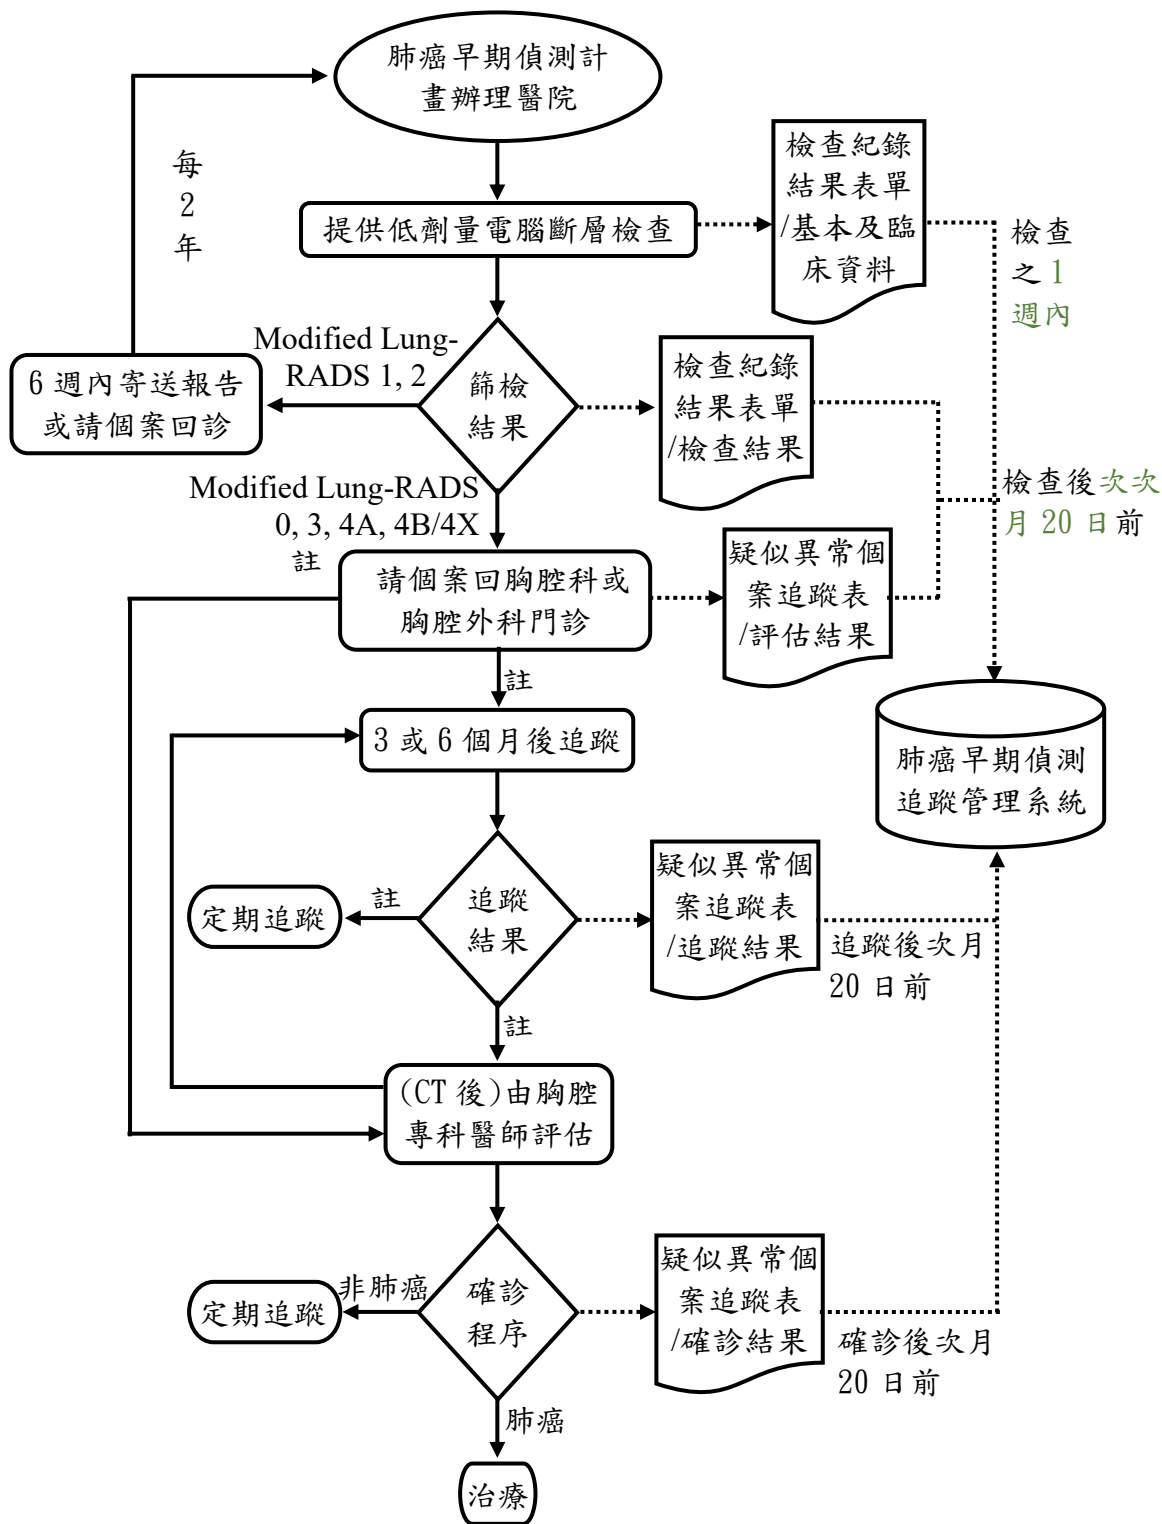 肺癌早期偵測計
畫辦理醫院
每
2
年
提供低劑量電腦斷層檢查
檢查紀錄
結果表單
/基本及臨
床資料
檢查
之 1
週內
Modified Lung-
RADS 1, 2
6 週內寄送報告
或請個案回診
篩檢
結果
檢查紀錄
結果表單
/檢查結果
Modified Lung-RADS
0, 3, 4A, 4B/4X
註
檢查後次次
月 20 日前
請個案回胸腔科或
胸腔外科門診
疑似異常個
案追蹤表
/評估結果
註
3 或 6 個月後追蹤
肺癌早期偵測
追蹤管理系統
定期追蹤
註
追蹤
結果
疑似異常個
案追蹤表
/追蹤結果
追蹤後次月
20 日前
註
(CT 後)由胸腔
專科醫師評估
定期追蹤
非肺癌
確診
程序
疑似異常個
案追蹤表
/確診結果
確診後次月
20 日前
肺癌
治療